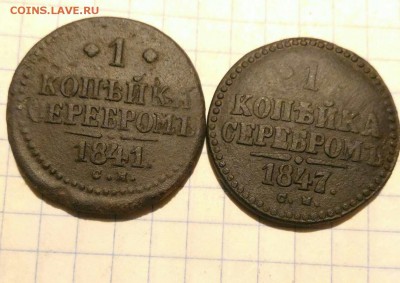 COINS.LAVE.RU
1
КОПѢЙКА
СЕРЕБРОМЪ
1841.
С.М.
1
КОПѢЙКА
СЕРЕБРОМЪ
1847.
С.М.